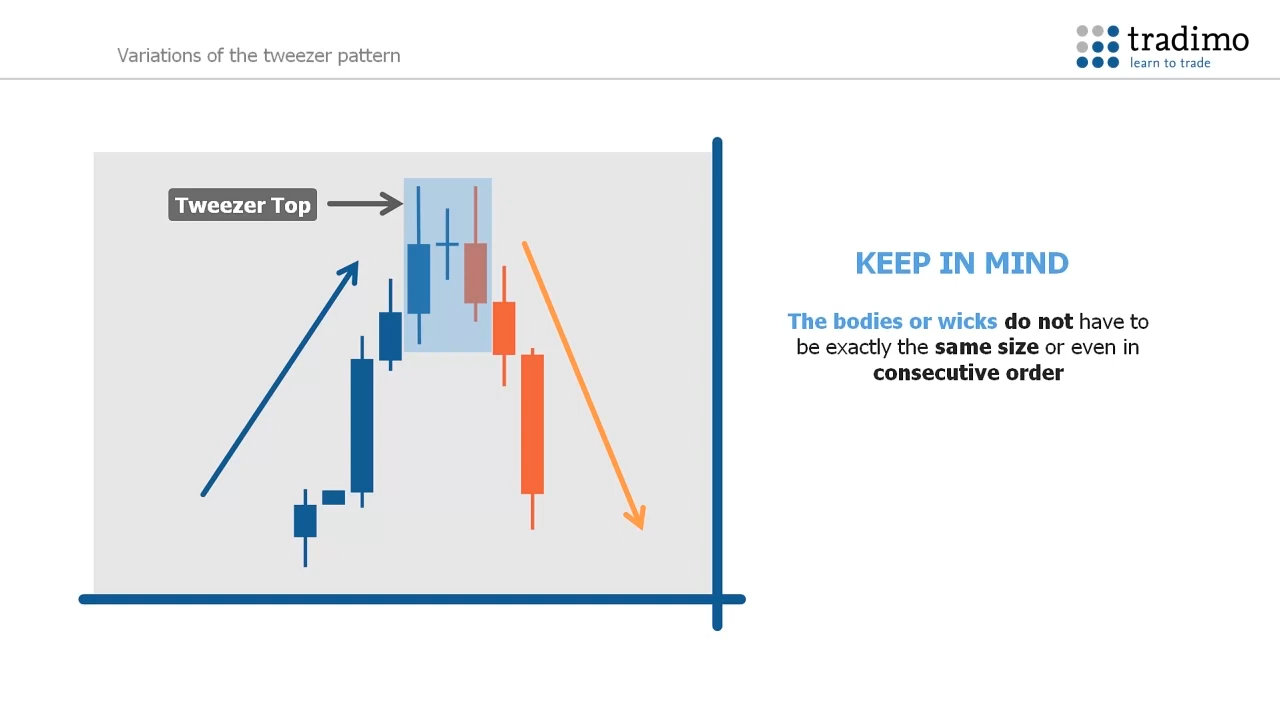 Variations of the tweezer pattern
tradimo
learn to trade
Tweezer Top
KEEP IN MIND
The bodies or wicks do not have to
be exactly the same size or even in
consecutive order